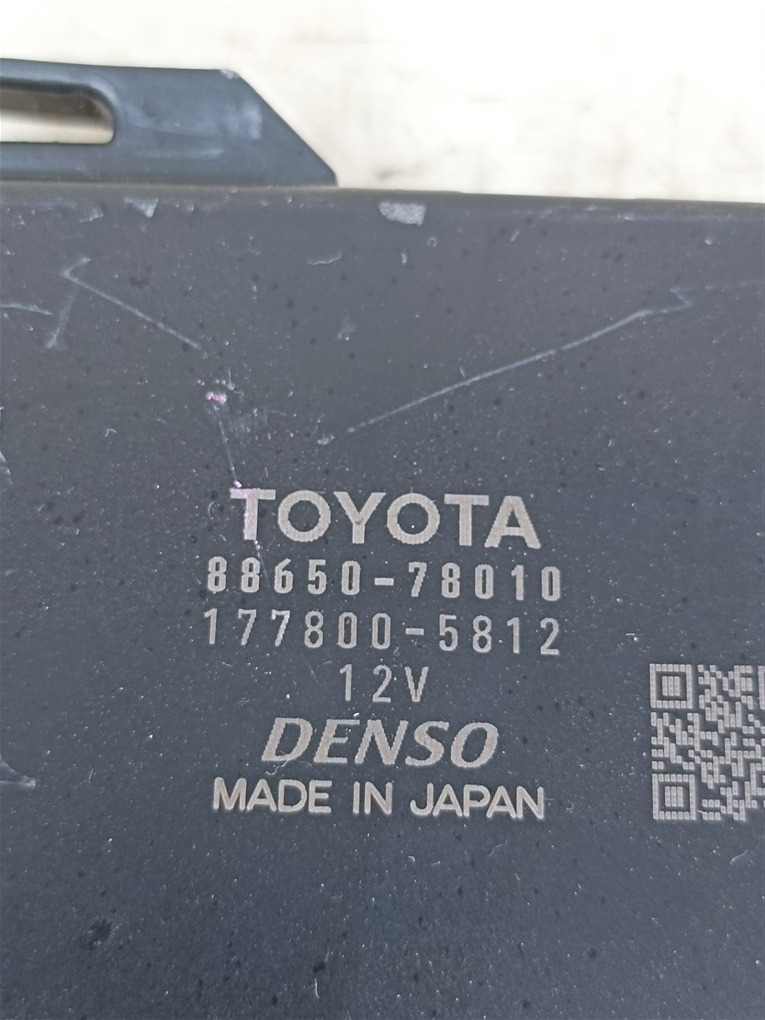 TOYOTA
88650-78010
177800-5812
12V
DENSO
MADE IN JAPAN